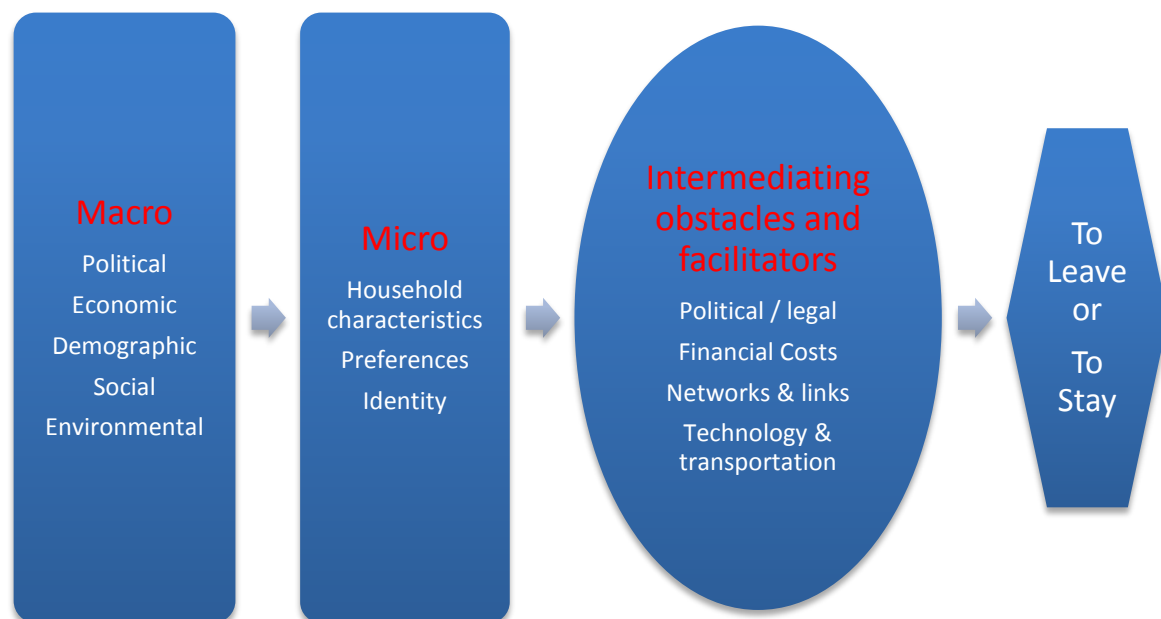 Macro
Political
Economic
Demographic
Social
Environmental
Micro
Household
characteristics
Preferences
Identity
Intermediating
obstacles and
facilitators
Political / legal
Financial Costs
Networks & links
Technology &
transportation
To
Leave
or
To
Stay